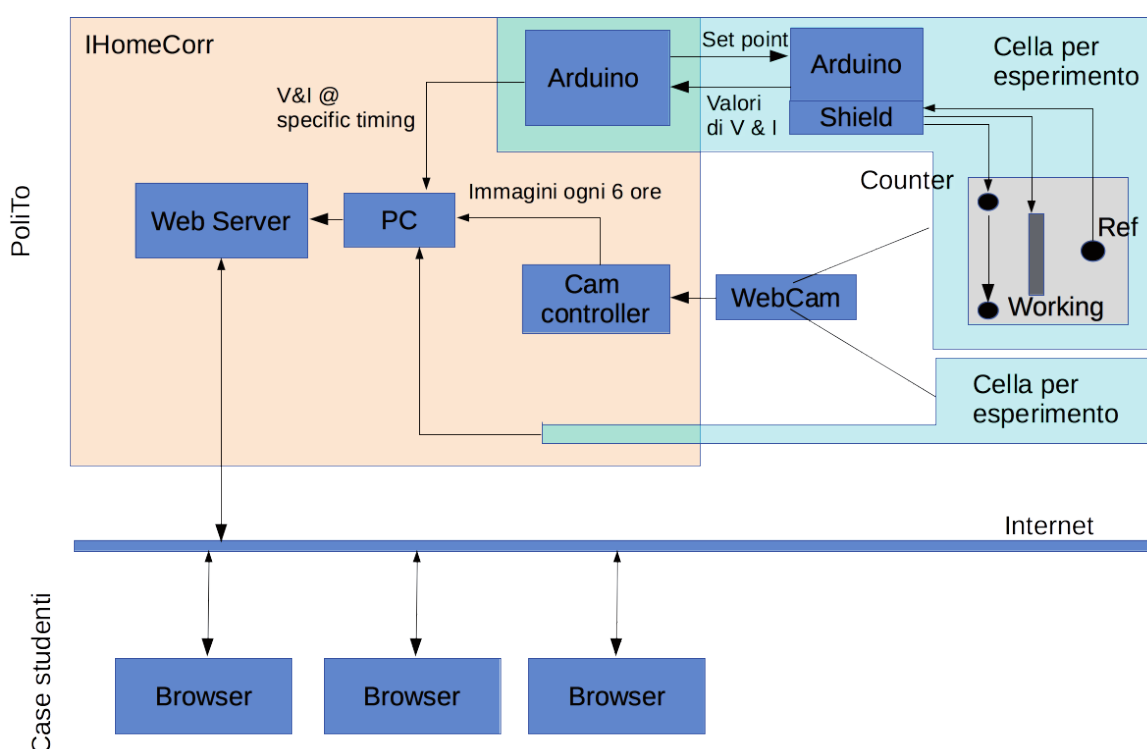 IHomeCorr
Arduino
Set point
Arduino
Shield
Cella per
esperimento
V&I @
specific timing
Valori
di V & I
PoliTo
Web Server
PC
Immagini ogni 6 ore
Cam
controller
WebCam
Counter
Ref
Working
Cella per
esperimento
Internet
Case studenti
Browser
Browser
Browser